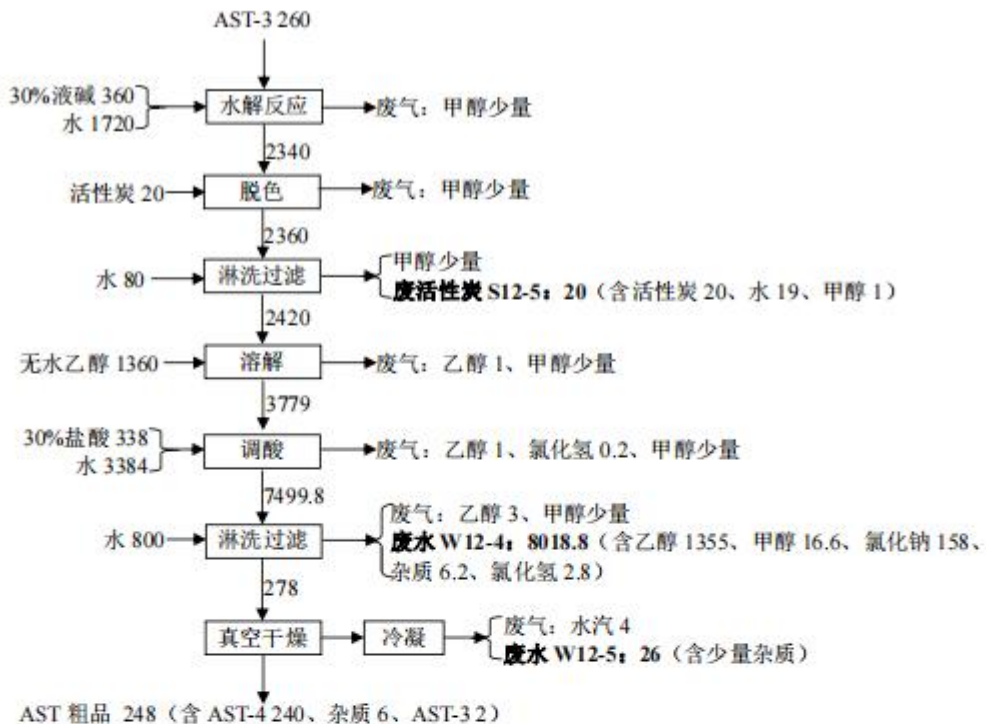 AST-3 260
30%液碱 360
水 1720
水解反应
废气：甲醇少量
2340
活性炭 20
脱色
废气：甲醇少量
2360
水 80
淋洗过滤
甲醇少量
废活性炭 S12-5：20（含活性炭 20、水 19、甲醇 1）
2420
无水乙醇 1360
溶解
废气：乙醇 1、甲醇少量
3779
30%盐酸 338
水 3384
调酸
废气：乙醇 1、氯化氢 0.2、甲醇少量
7499.8
水 800
淋洗过滤
废气：乙醇 3、甲醇少量
废水 W12-4：8018.8（含乙醇 1355、甲醇 16.6、氯化钠 158、
杂质 6.2、氯化氢 2.8）
278
真空干燥
冷凝
废气：水汽 4
废水 W12-5：26（含少量杂质）
AST 粗品 248（含 AST-4 240、杂质 6、AST-3 2）